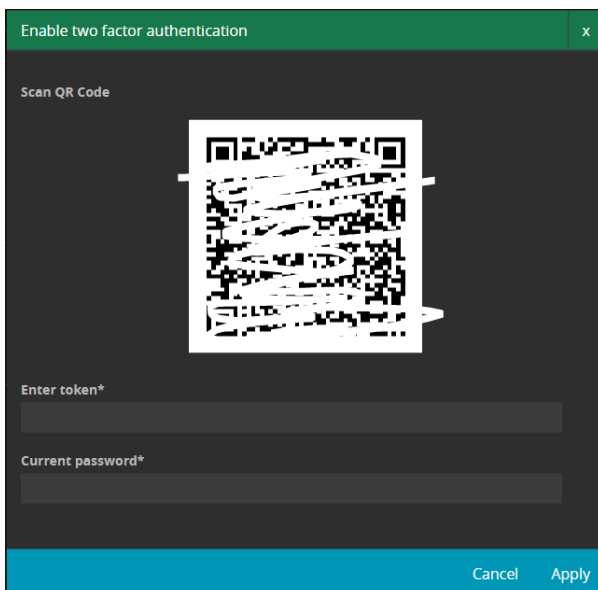 Enable two factor authentication
x
Scan QR Code
Enter token*
Current password*
Cancel
Apply